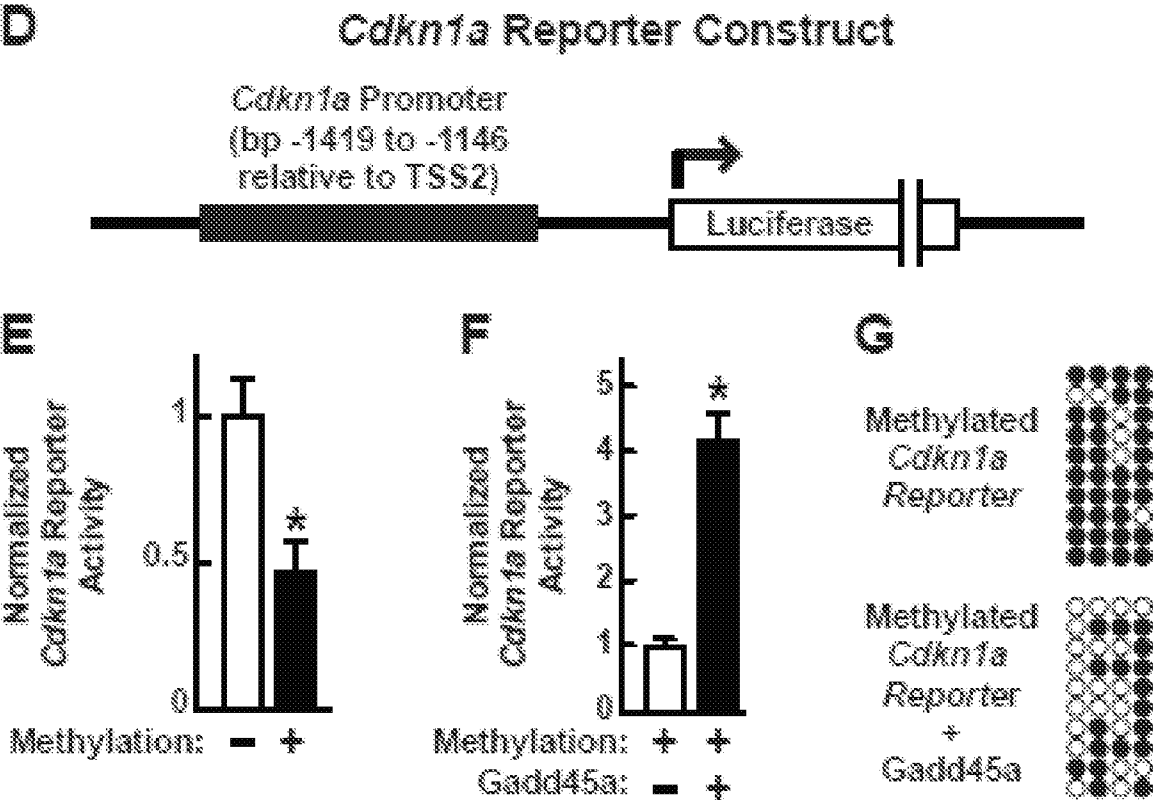 D
Cdkn1a Reporter Construct
Cdkn1a Promoter
(bp -1419 to -1146
relative to TSS2)
Luciferase
E
Normalized
Cdkn1a Reporter
Activity
1
0.5
0
*
Methylation: - +
F
Normalized
Cdkn1a Reporter
Activity
5
4
3
2
1
0
*
Methylation: + +
Gadd45a: - +
G
Methylated
Cdkn1a
Reporter
Methylated
Cdkn1a
Reporter
+
Gadd45a